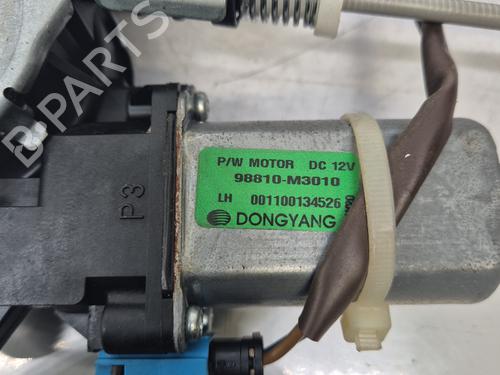 B-PARTS
P/W MOTOR DC 12V
98810-M3010
LH 001100134526
DONGYANG
P3